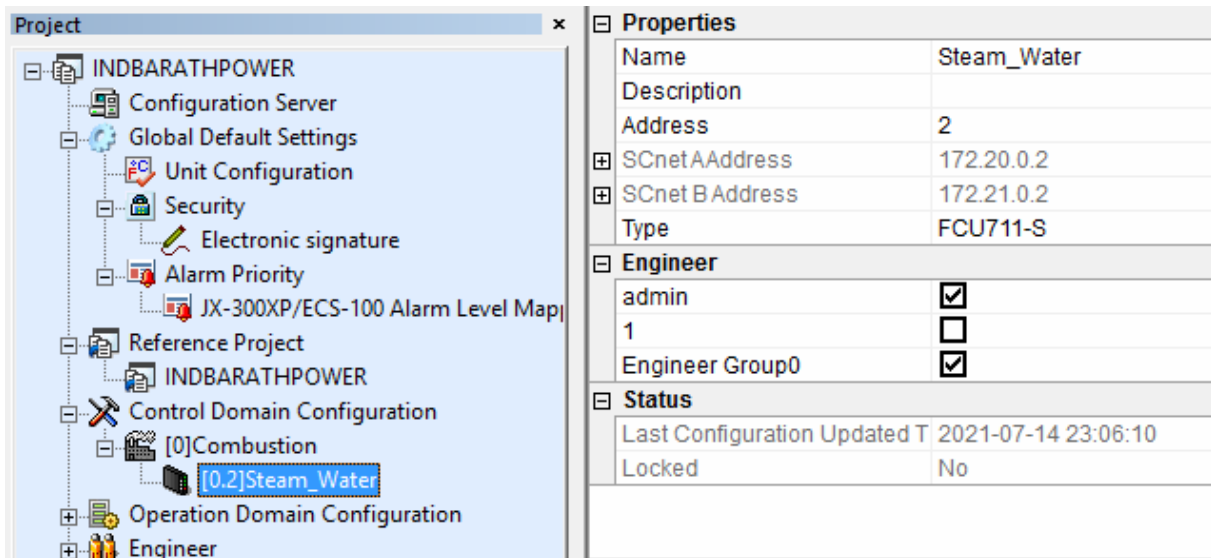 Project
INDBARATHPOWER
Configuration Server
Global Default Settings
Unit Configuration
Security
Electronic signature
Alarm Priority
JX-300XP/ECS-100 Alarm Level Map
Reference Project
INDBARATHPOWER
Control Domain Configuration
[0]Combustion
[0.2]Steam_Water
Operation Domain Configuration
Engineer
Properties
Name Steam_Water
Description
Address 2
SCnet A Address 172.20.0.2
SCnet B Address 172.21.0.2
Type FCU711-S
Engineer
admin
1
Engineer Group0
Status
Last Configuration Updated T 2021-07-14 23:06:10
Locked No